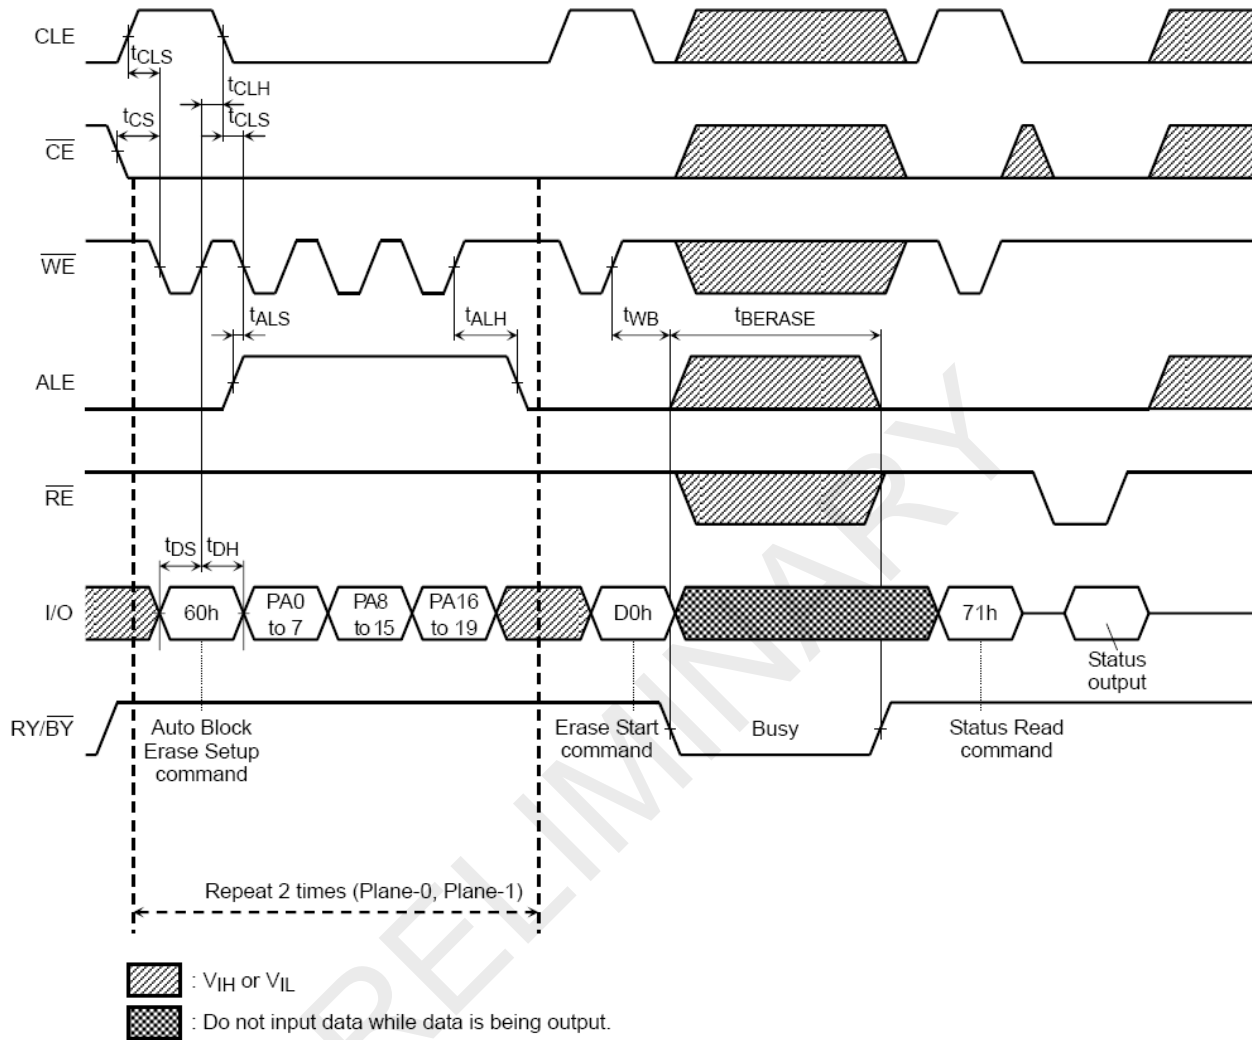 CLE
tCLS
tCLH
tCS
tCLS
CE
WE
tALS
tALH
tWB
tBERASE
ALE
RE
tDS
tDH
I/O
60h
PA0
to 7
PA8
to 15
PA16
to 19
D0h
71h
Status
output
RY/BY
Auto Block
Erase Setup
command
Erase Start
command
Busy
Status Read
command
Repeat 2 times (Plane-0, Plane-1)
: VIH or VIL
: Do not input data while data is being output.
RELIMINARY